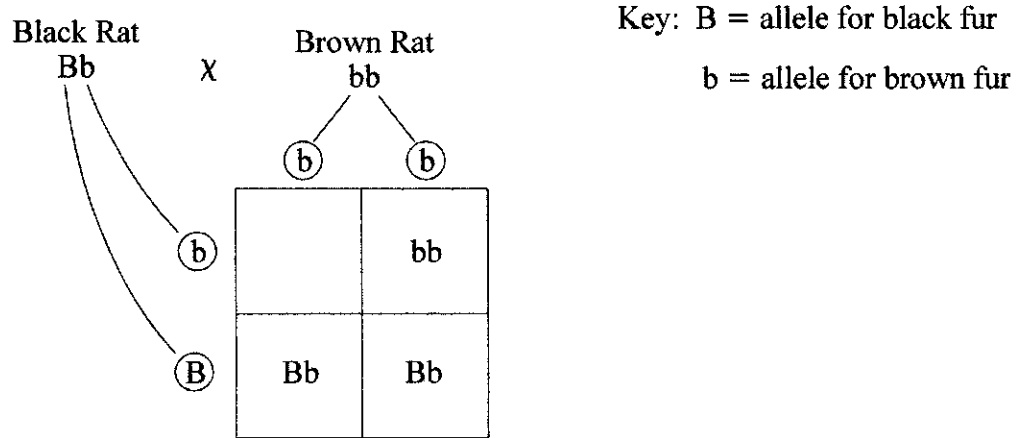 Key: B = allele for black fur
b = allele for brown fur
Black Rat
Bb
χ
Brown Rat
bb
b b
b bb
B Bb Bb